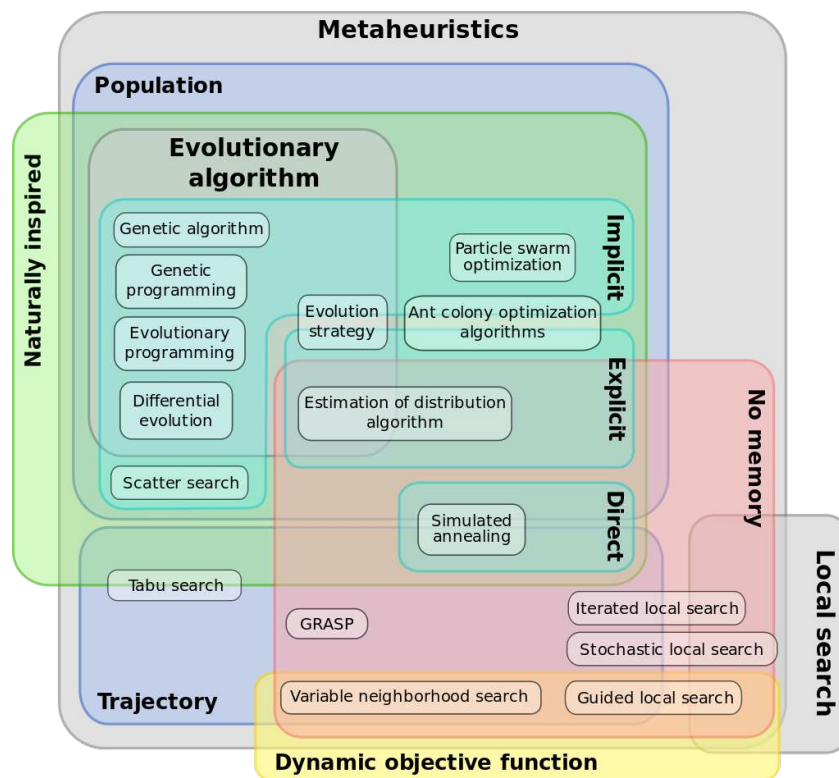 Metaheuristics
Population
Naturally inspired
Evolutionary
algorithm
Implicit
Genetic algorithm
Particle swarm
optimization
Genetic
programming
Evolution
strategy
Ant colony optimization
algorithms
Evolutionary
programming
Explicit
Differential
evolution
Estimation of distribution
algorithm
No memory
Scatter search
Direct
Simulated
annealing
Local search
Tabu search
GRASP
Iterated local search
Stochastic local search
Trajectory
Variable neighborhood search
Guided local search
Dynamic objective function